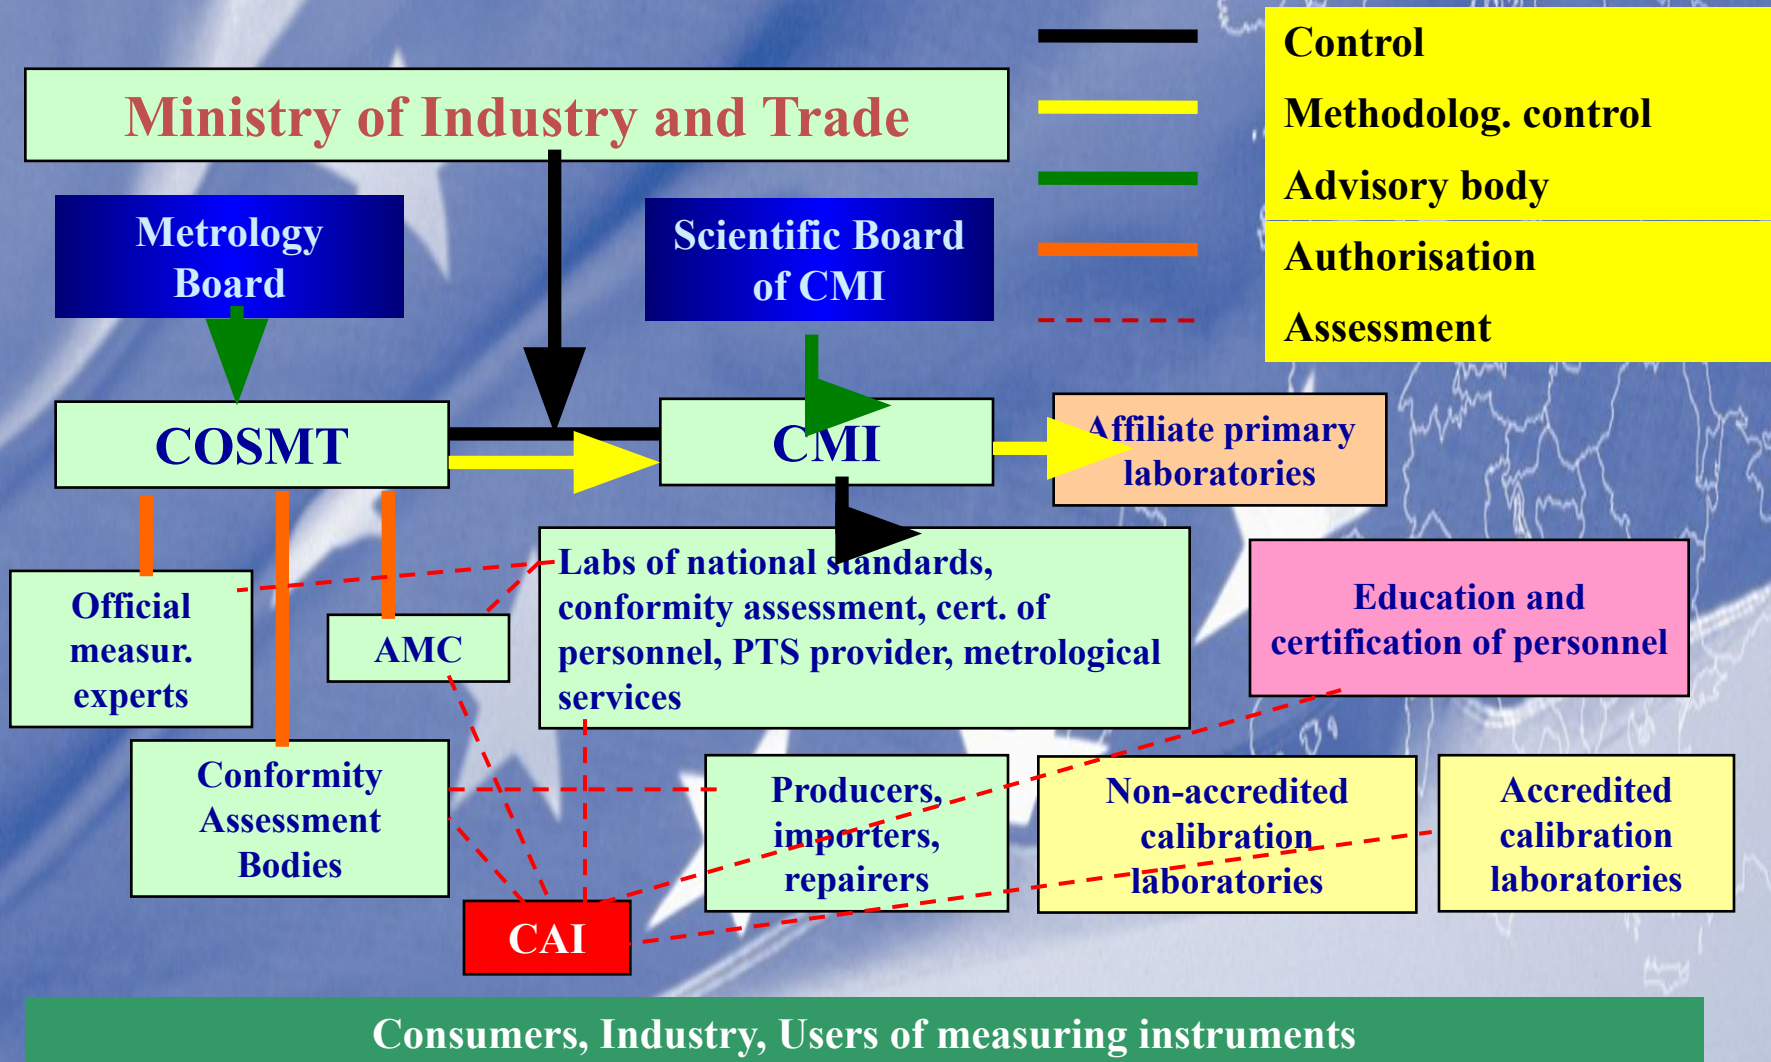 Control
Methodolog. control
Advisory body
Authorisation
Assessment
Ministry of Industry and Trade
Metrology
Board
Scientific Board
of CMI
COSMT
CMI
Affiliate primary
laboratories
Official
measur.
experts
AMC
Labs of national standards,
conformity assessment, cert. of
personnel, PTS provider, metrological
services
Education and
certification of personnel
Conformity
Assessment
Bodies
Producers,
importers,
repairers
Non-accredited
calibration
laboratories
Accredited
calibration
laboratories
CAI
Consumers, Industry, Users of measuring instruments